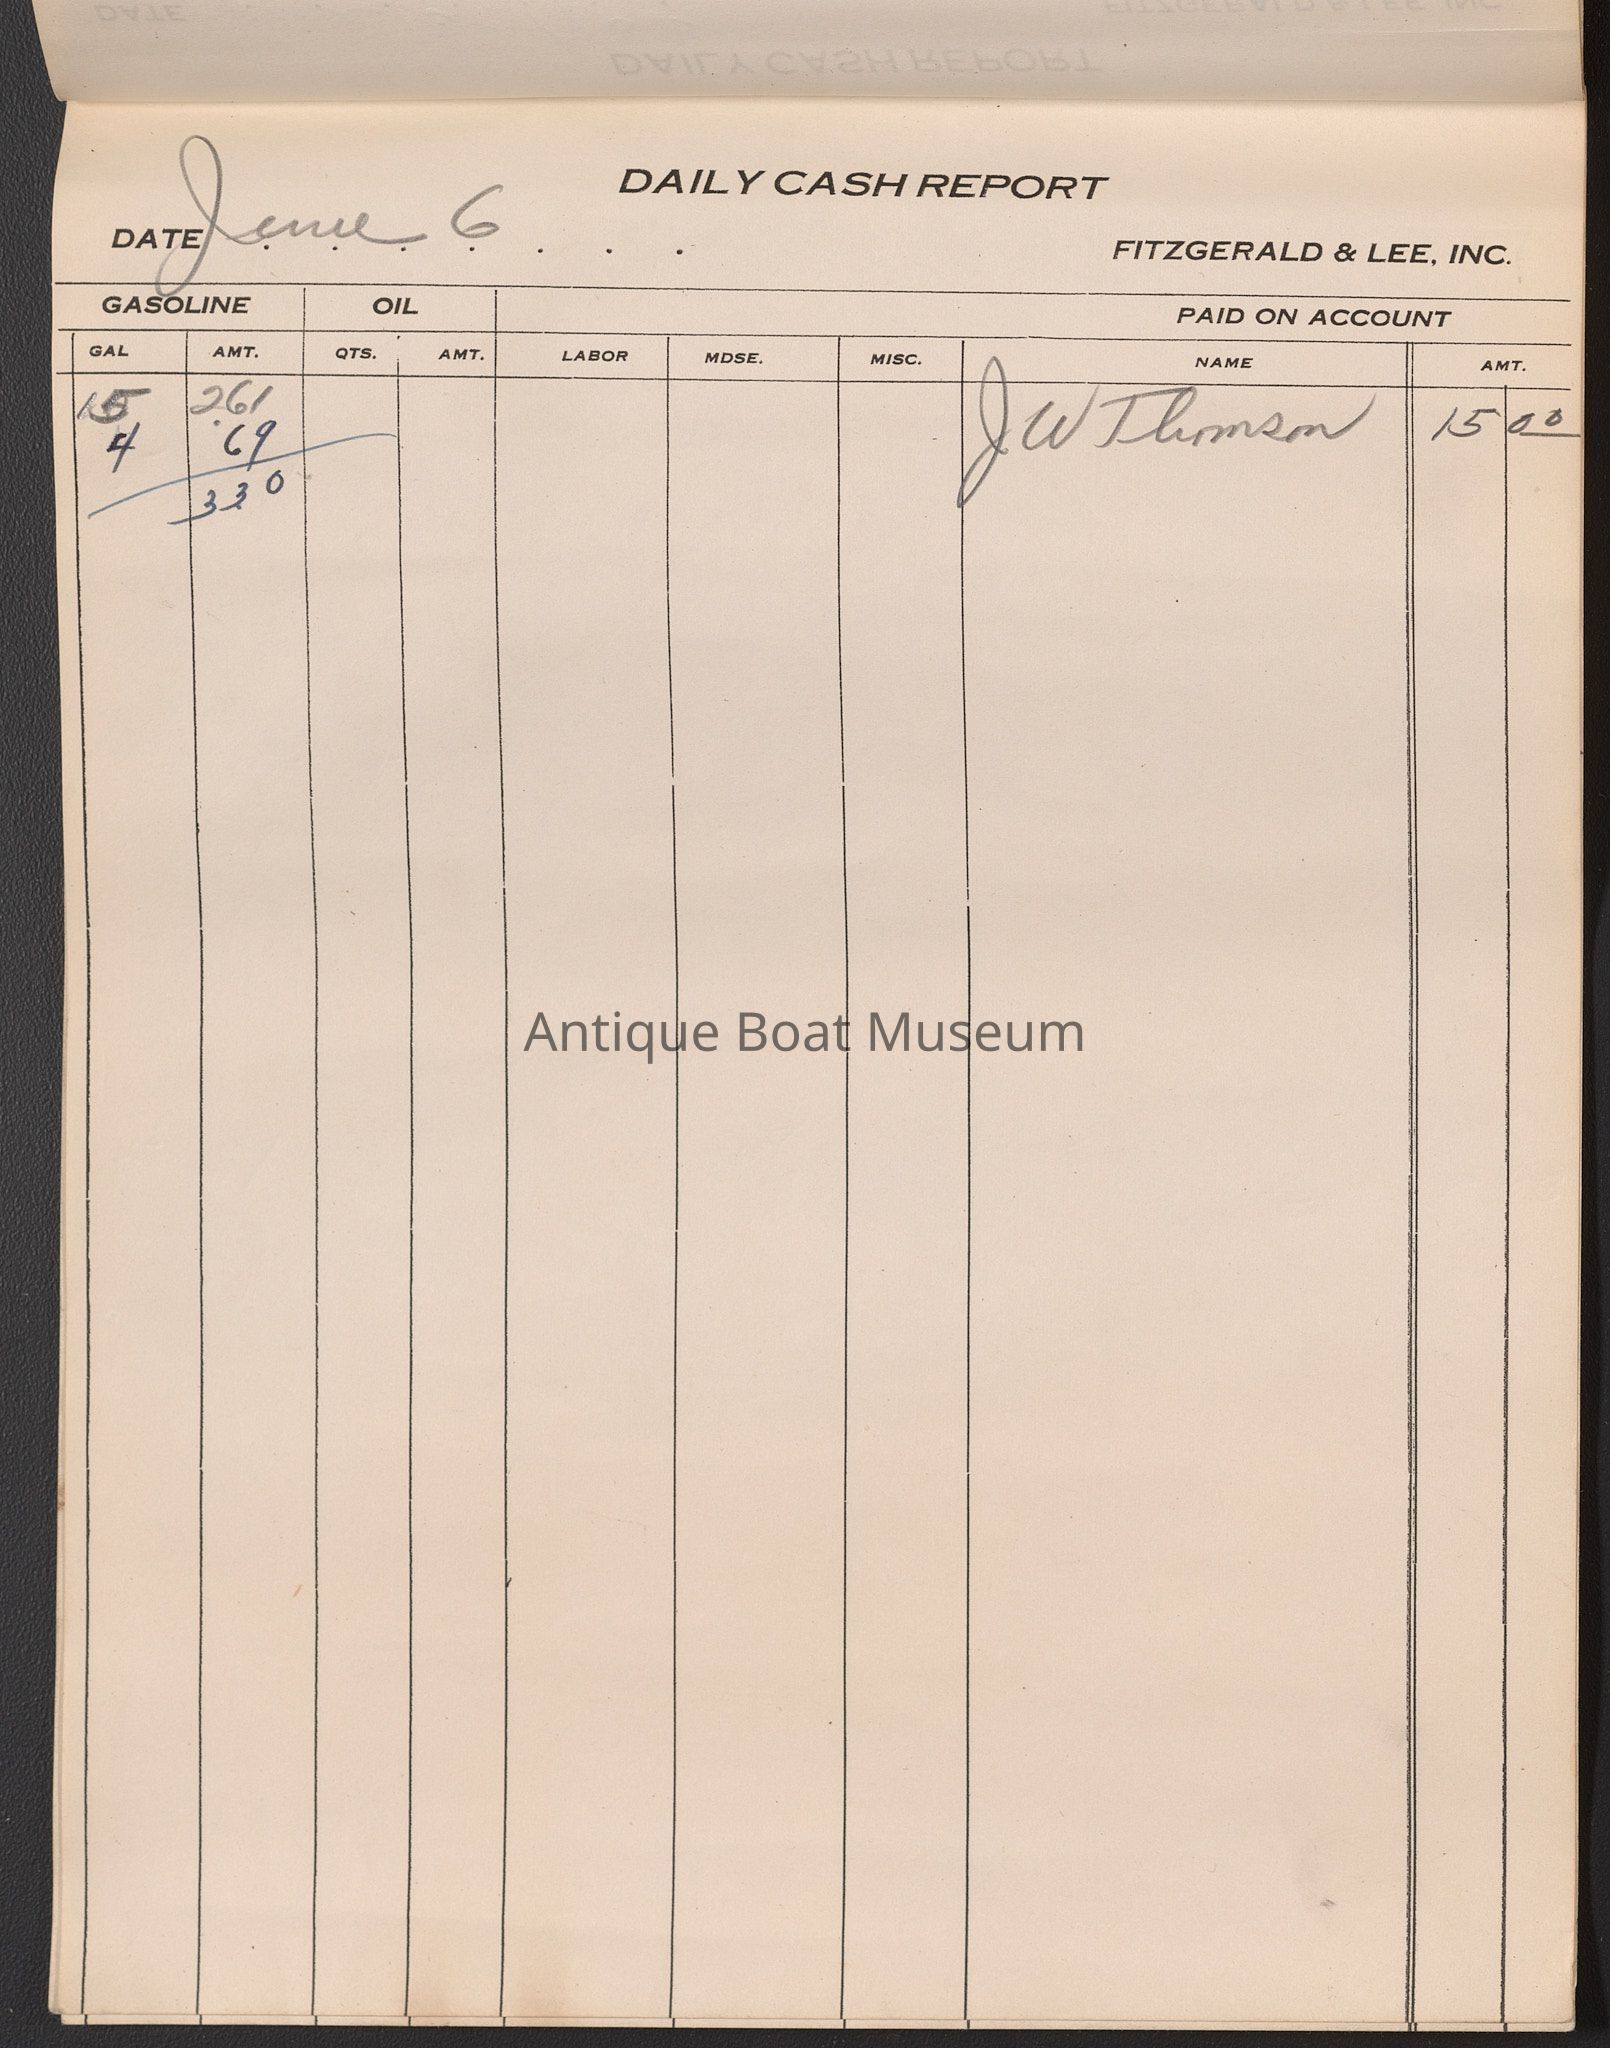 DAILY CASH REPORT
DATE June 6
FITZGERALD & LEE, INC.
GASOLINE OIL PAID ON ACCOUNT
GAL AMT. QTS. AMT. LABOR MDSE. MISC. NAME AMT.
15 261 J W Thomson 15 00
4 69
330
Antique Boat Museum